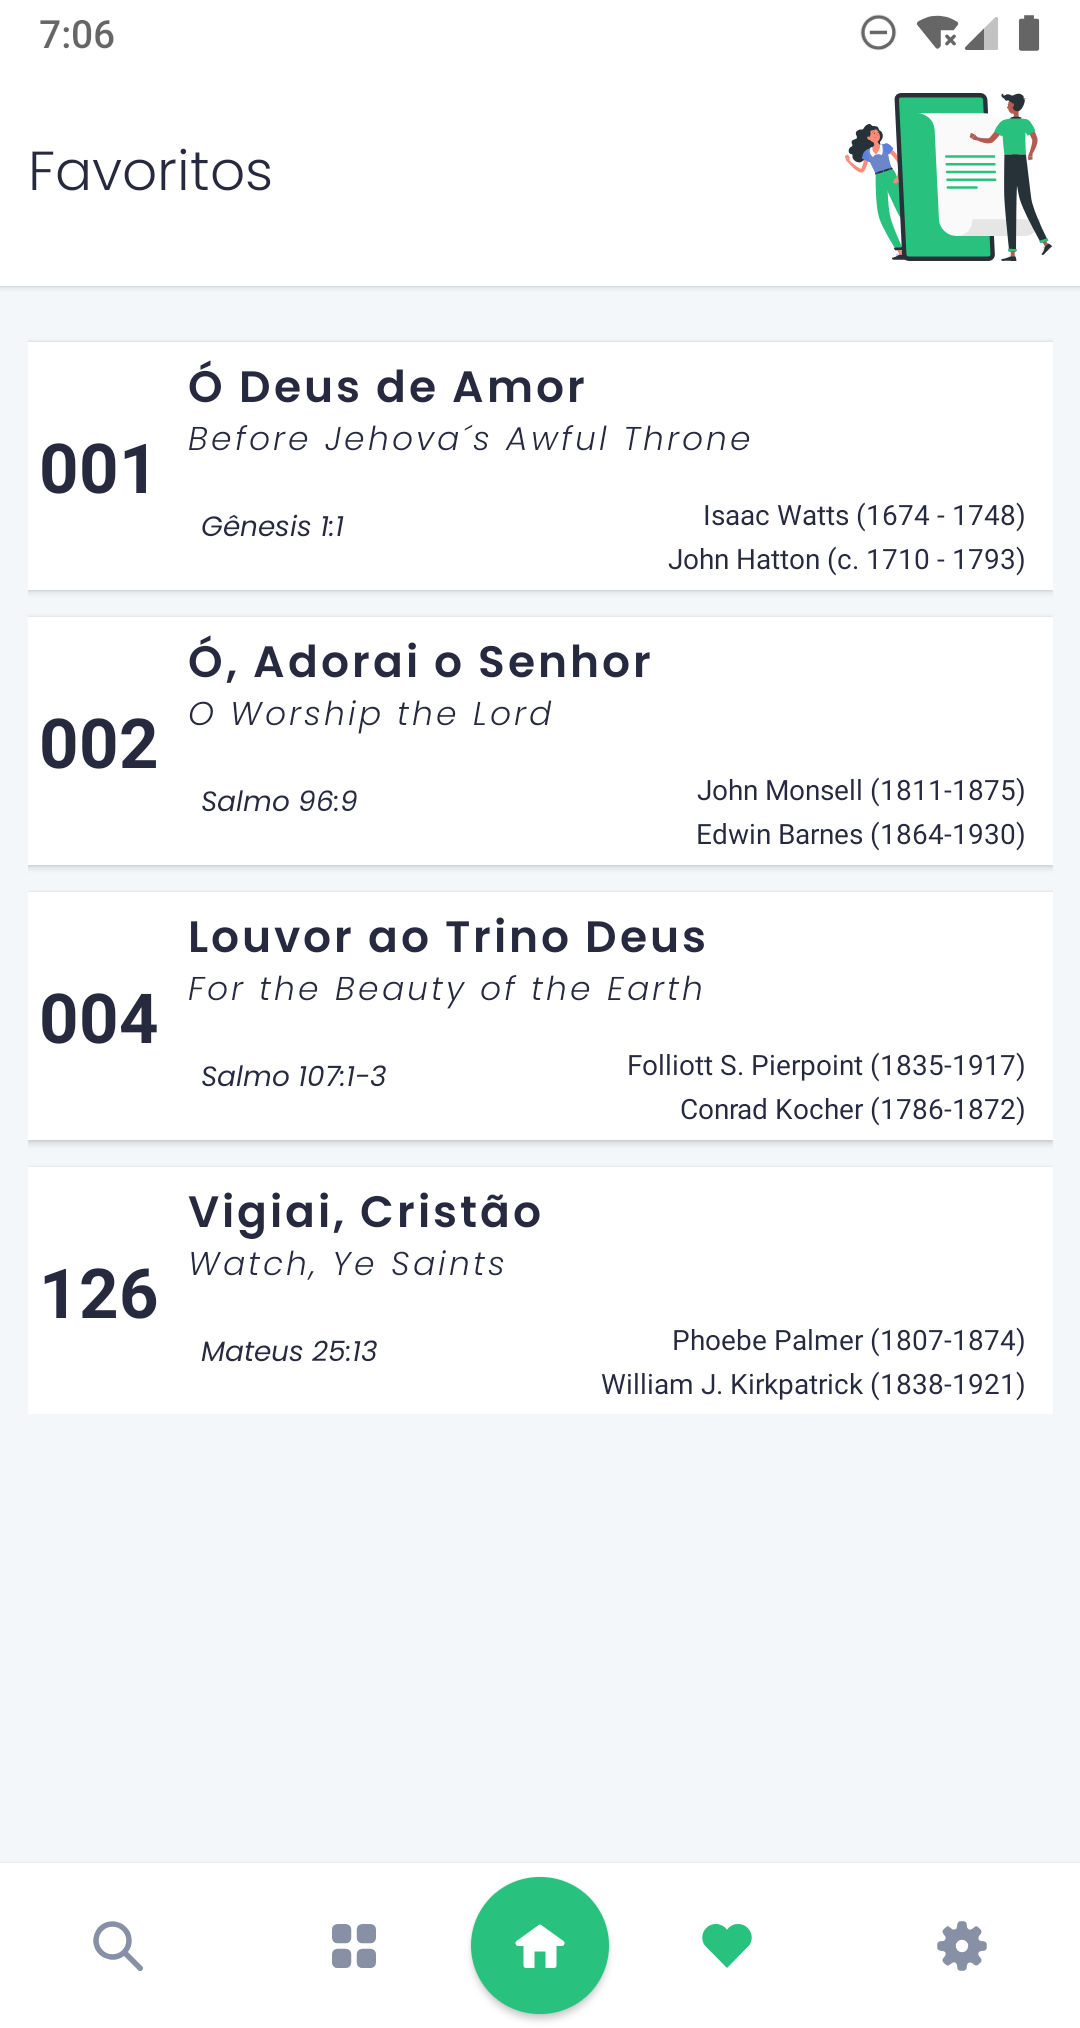 7:06
Favoritos
Ó Deus de Amor
Before Jehova´s Awful Throne
001
Gênesis 1:1
Isaac Watts (1674 - 1748)
John Hatton (c. 1710 - 1793)
Ó, Adorai o Senhor
O Worship the Lord
002
Salmo 96:9
John Monsell (1811-1875)
Edwin Barnes (1864-1930)
Louvor ao Trino Deus
For the Beauty of the Earth
004
Salmo 107:1-3
Folliott S. Pierpoint (1835-1917)
Conrad Kocher (1786-1872)
Vigiai, Cristão
Watch, Ye Saints
126
Mateus 25:13
Phoebe Palmer (1807-1874)
William J. Kirkpatrick (1838-1921)